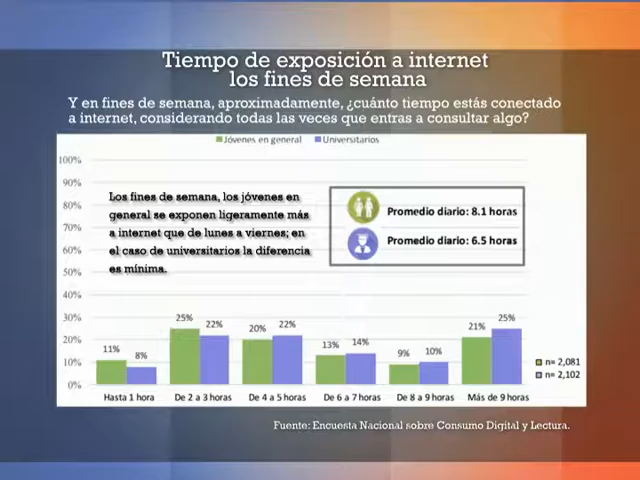 Tiempo de exposición a internet
los fines de semana
Y en fines de semana, aproximadamente, ¿cuánto tiempo estás conectado
a internet, considerando todas las veces que entras a consultar algo?
Jóvenes en general Universitarios
100%
90%
80%
70%
60%
50%
40%
30%
20%
10%
0%
Los fines de semana, los jóvenes en
general se exponen ligeramente más
a internet que de lunes a viernes; en
el caso de universitarios la diferencia
es mínima.
Promedio diario: 8.1 horas
Promedio diario: 6.5 horas
11% 8% 25% 22% 20% 22% 13% 14% 9% 10% 21% 25%
Hasta 1 hora De 2 a 3 horas De 4 a 5 horas De 6 a 7 horas De 8 a 9 horas Más de 9 horas
n= 2,081
n= 2,102
Fuente: Encuesta Nacional sobre Consumo Digital y Lectura.